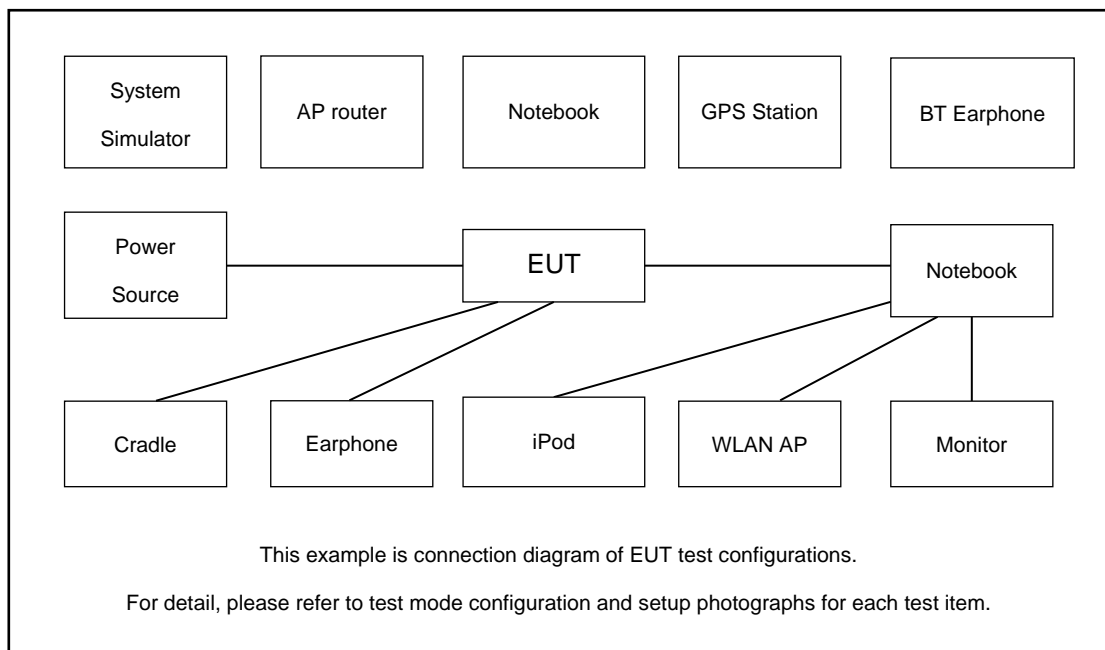 System
Simulator
AP router
Notebook
GPS Station
BT Earphone
Power
Source
EUT
Notebook
Cradle
Earphone
iPod
WLAN AP
Monitor
This example is connection diagram of EUT test configurations.
For detail, please refer to test mode configuration and setup photographs for each test item.